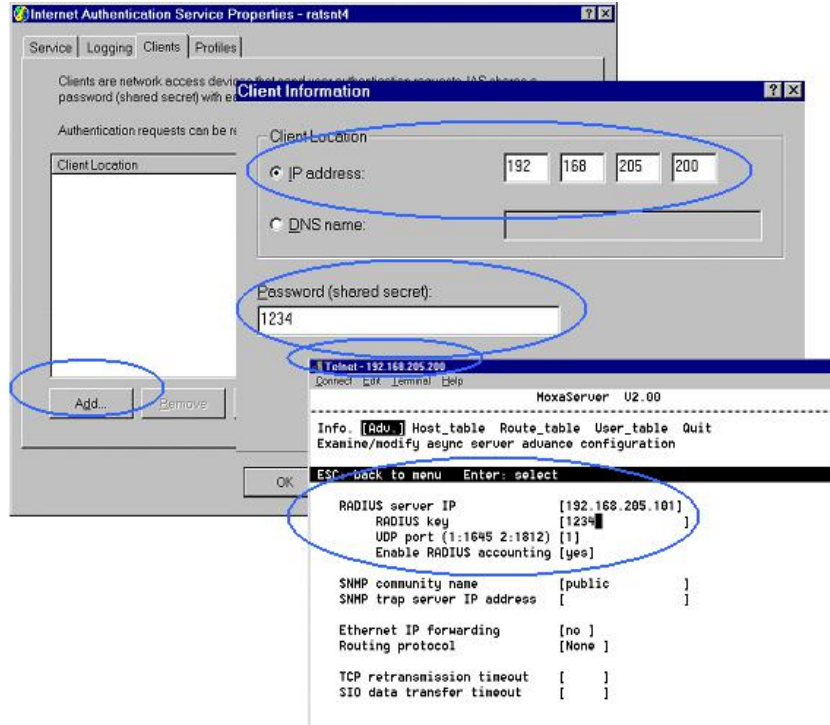 Internet Authentication Service Properties - ratsnt4
Service Logging Clients Profiles
Clients are network access devices that send user authentication requests. IAS shares a
password (shared secret) with ea
Authentication requests can be re
Client Location
Add...
Remove
OK
Client Information
Client Location
IP address: 192 168 205 200
DNS name:
Password (shared secret):
1234
Telnet - 192.168.205.200
Connect Edit Terminal Help
MoxaServer V2.00
Info. [Adv.] Host_table Route_table User_table Quit
Examine/modify async server advance configuration
ESC: back to menu Enter: select
RADIUS server IP [192.168.205.101]
RADIUS key [1234 ]
UDP port (1:1645 2:1812) [1]
Enable RADIUS accounting [yes]
SNMP community name [public ]
SNMP trap server IP address [ ]
Ethernet IP forwarding [no ]
Routing protocol [None ]
TCP retransmission timeout [ ]
SIO data transfer timeout [ ]